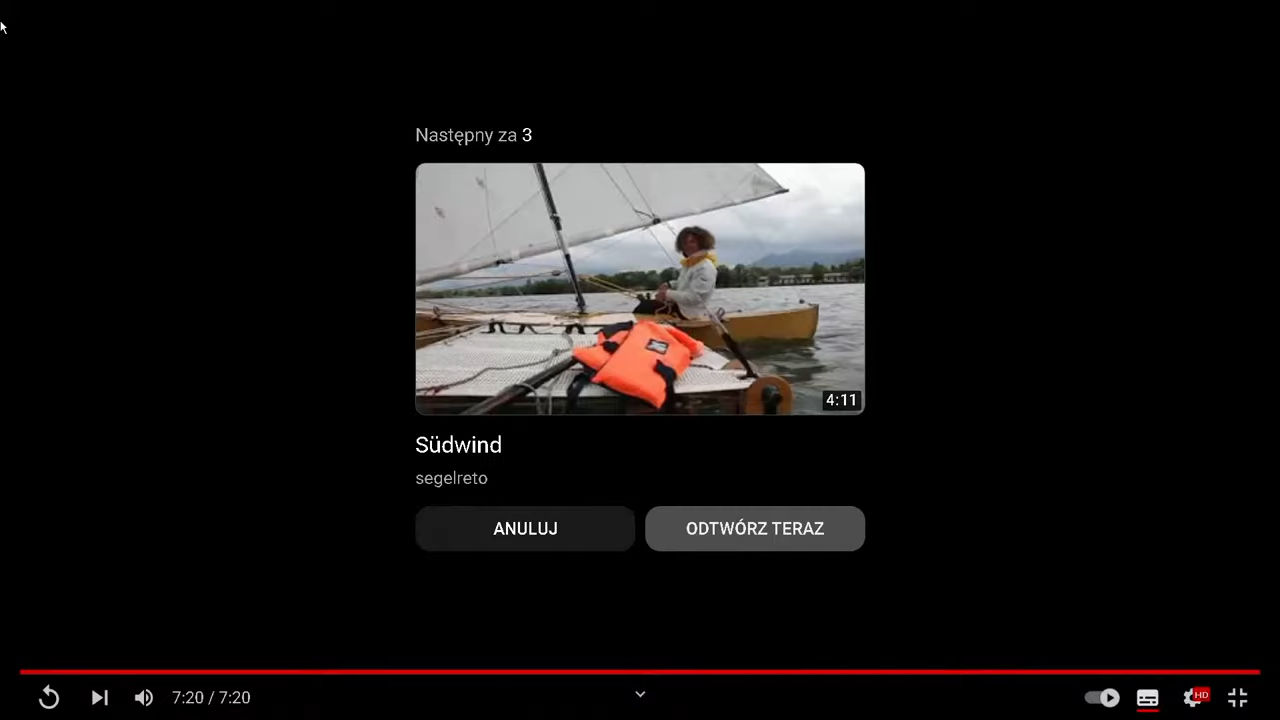 Następny za 3
4:11
Südwind
segelreto
ANULUJ
ODTWÓRZ TERAZ
7:20 / 7:20
HD